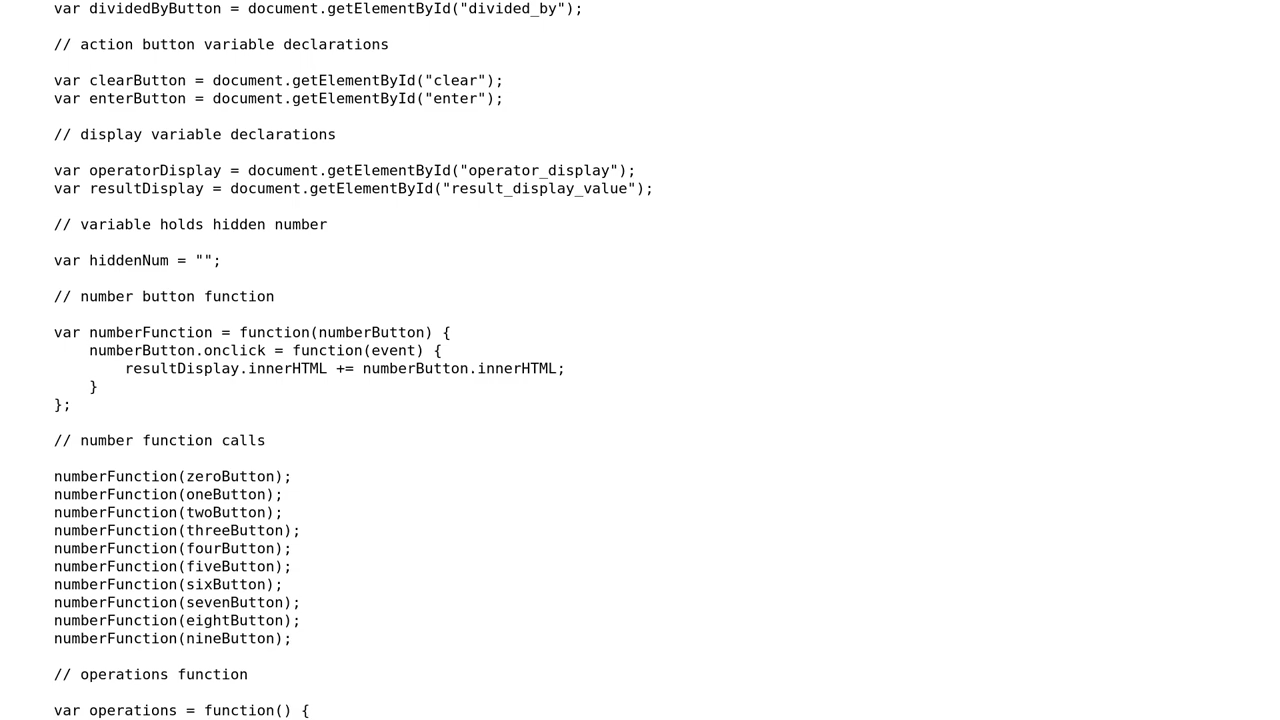 var dividedByButton = document.getElementById("divided_by");
// action button variable declarations
var clearButton = document.getElementById("clear");
var enterButton = document.getElementById("enter");
// display variable declarations
var operatorDisplay = document.getElementById("operator_display");
var resultDisplay = document.getElementById("result_display_value");
// variable holds hidden number
var hiddenNum = "";
// number button function
var numberFunction = function(numberButton) {
    numberButton.onclick = function(event) {
        resultDisplay.innerHTML += numberButton.innerHTML;
    }
};
// number function calls
numberFunction(zeroButton);
numberFunction(oneButton);
numberFunction(twoButton);
numberFunction(threeButton);
numberFunction(fourButton);
numberFunction(fiveButton);
numberFunction(sixButton);
numberFunction(sevenButton);
numberFunction(eightButton);
numberFunction(nineButton);
// operations function
var operations = function() {